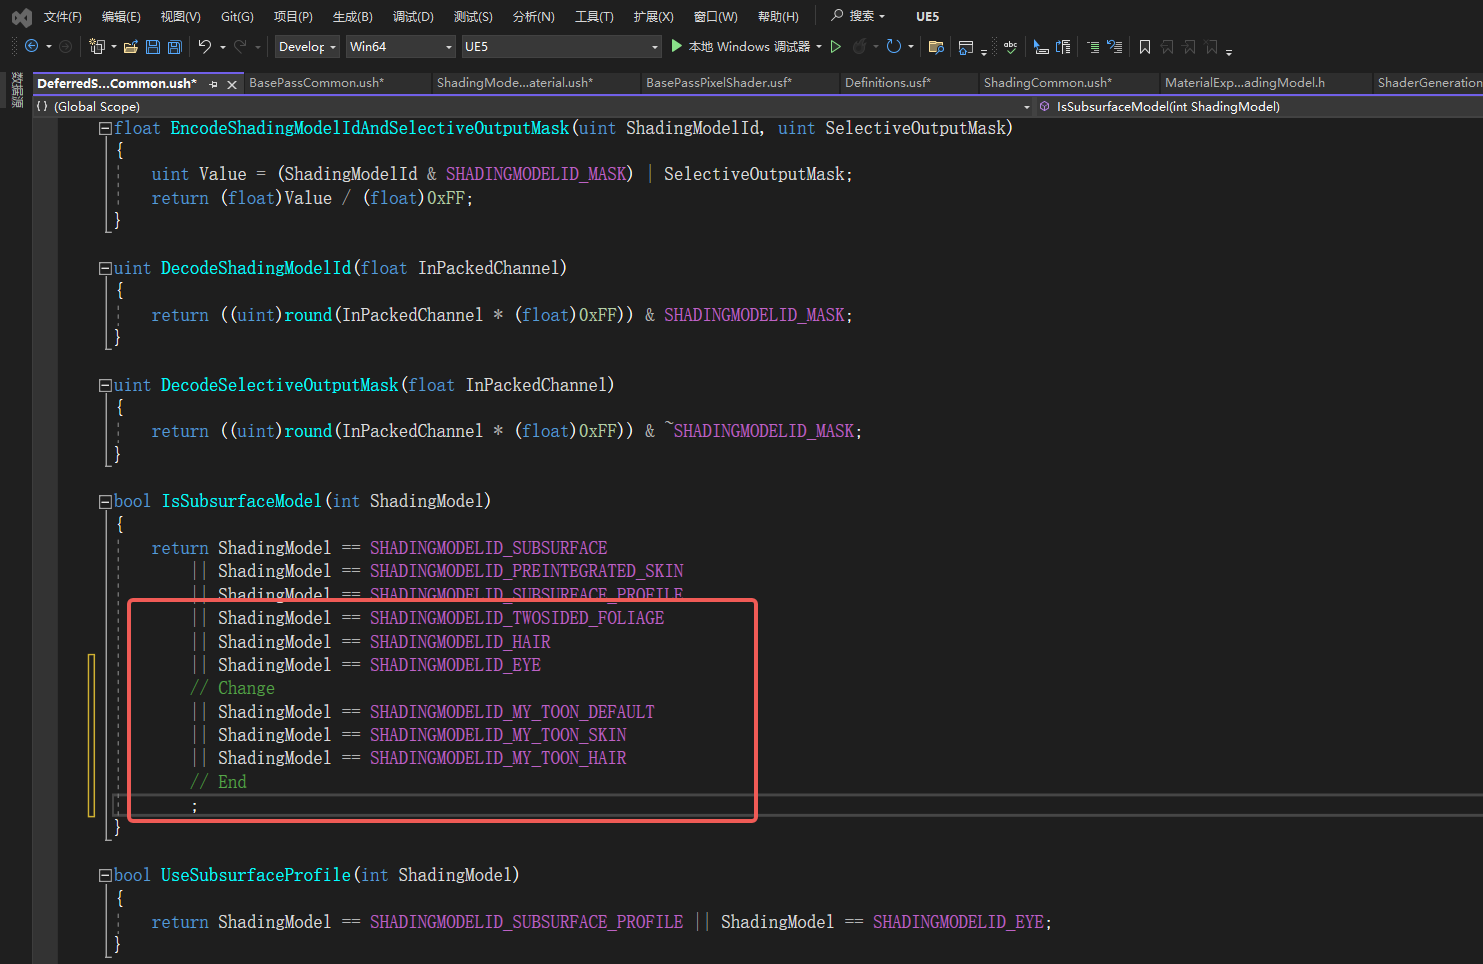 文件(F) 编辑(E) 视图(V) Git(G) 项目(P) 生成(B) 调试(D) 测试(S) 分析(N) 工具(T) 扩展(X) 窗口(W) 帮助(H) 搜索 UE5
Develop Win64 UE5 本地 Windows 调试器
数据源
DeferredS...Common.ush* BasePassCommon.ush* ShadingMode...aterial.ush* BasePassPixelShader.usf* Definitions.usf* ShadingCommon.ush* MaterialExp...adingModel.h ShaderGeneration
{} (Global Scope) IsSubsurfaceModel(int ShadingModel)
float EncodeShadingModelIdAndSelectiveOutputMask(uint ShadingModelId, uint SelectiveOutputMask)
{
uint Value = (ShadingModelId & SHADINGMODELID_MASK) | SelectiveOutputMask;
return (float)Value / (float)0xFF;
}
uint DecodeShadingModelId(float InPackedChannel)
{
return ((uint)round(InPackedChannel * (float)0xFF)) & SHADINGMODELID_MASK;
}
uint DecodeSelectiveOutputMask(float InPackedChannel)
{
return ((uint)round(InPackedChannel * (float)0xFF)) & ~SHADINGMODELID_MASK;
}
bool IsSubsurfaceModel(int ShadingModel)
{
return ShadingModel == SHADINGMODELID_SUBSURFACE
|| ShadingModel == SHADINGMODELID_PREINTEGRATED_SKIN
|| ShadingModel == SHADINGMODELID_SUBSURFACE_PROFILE
|| ShadingModel == SHADINGMODELID_TWOSIDED_FOLIAGE
|| ShadingModel == SHADINGMODELID_HAIR
|| ShadingModel == SHADINGMODELID_EYE
// Change
|| ShadingModel == SHADINGMODELID_MY_TOON_DEFAULT
|| ShadingModel == SHADINGMODELID_MY_TOON_SKIN
|| ShadingModel == SHADINGMODELID_MY_TOON_HAIR
// End
;
}
bool UseSubsurfaceProfile(int ShadingModel)
{
return ShadingModel == SHADINGMODELID_SUBSURFACE_PROFILE || ShadingModel == SHADINGMODELID_EYE;
}